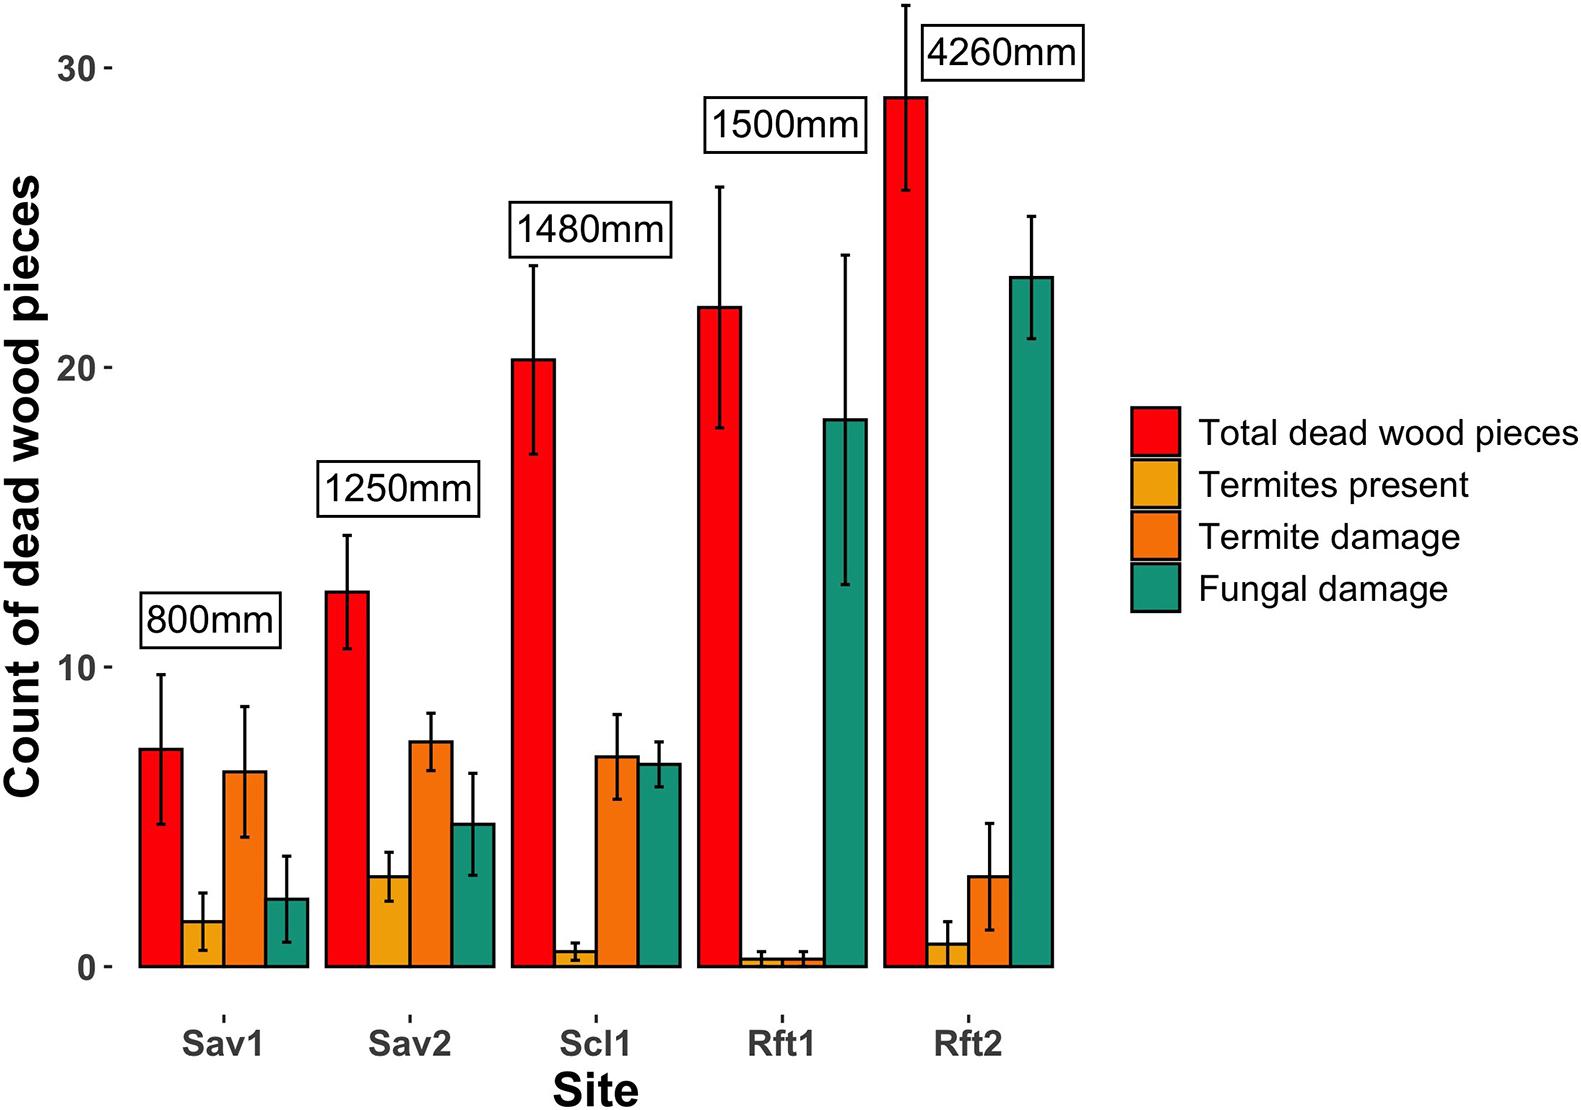 Count of dead wood pieces
30
20
10
0
800mm
1250mm
1480mm
1500mm
4260mm
Total dead wood pieces
Termites present
Termite damage
Fungal damage
Sav1
Sav2
Scl1
Rft1
Rft2
Site